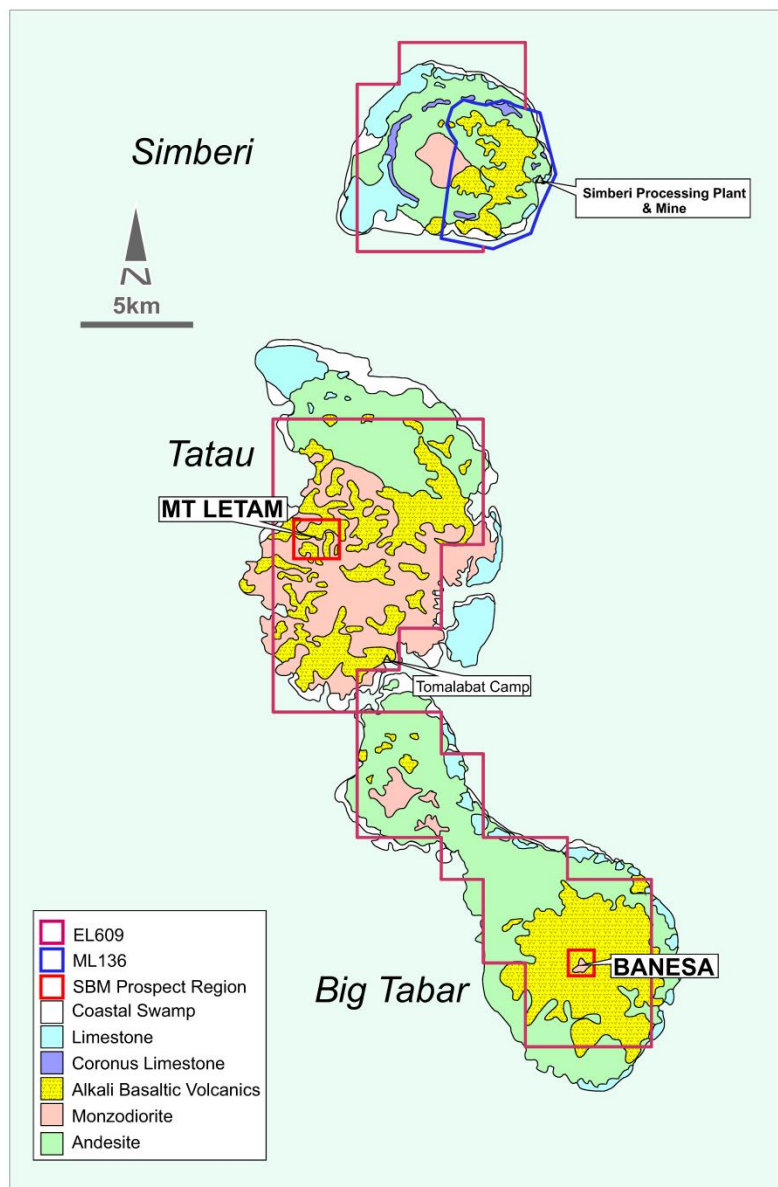 Simberi
Simberi Processing Plant
& Mine
N
5km
Tatau
MT LETAM
Tomalabat Camp
EL609
ML136
SBM Prospect Region
Coastal Swamp
Limestone
Coronus Limestone
Alkali Basaltic Volcanics
Monzodiorite
Andesite
Big Tabar
BANESA